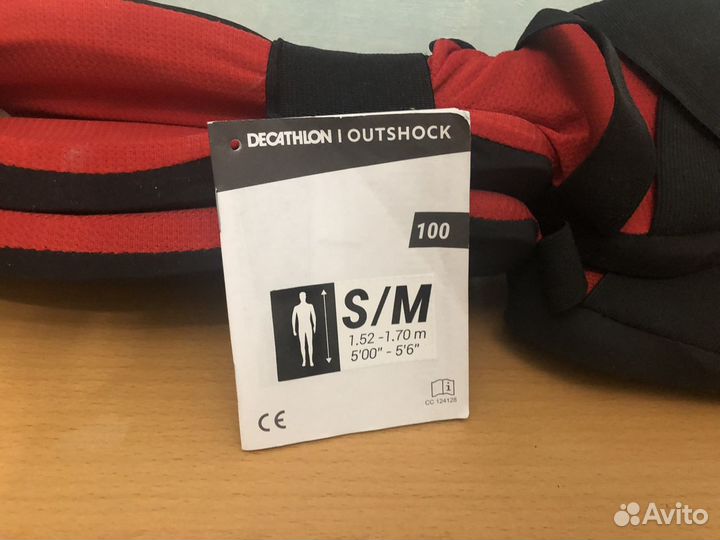 DECATHLON | OUTSHOCK
100
S/M
1.52 -1.70 m
5'00" - 5'6"
i
CC 124128
CE
Avito